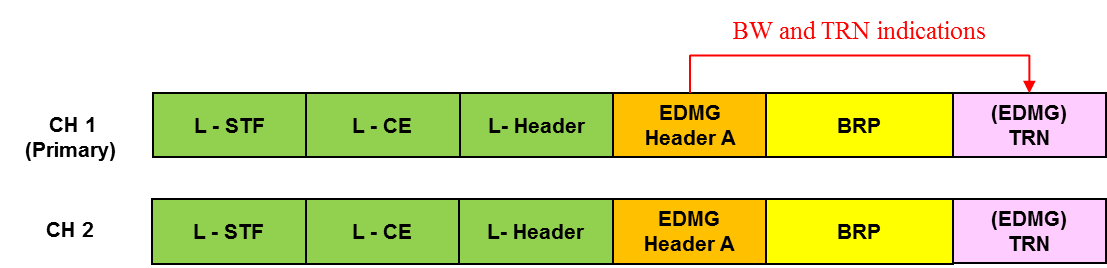 BW and TRN indications
CH 1
(Primary)
L - STF
L - CE
L- Header
EDMG
Header A
BRP
(EDMG)
TRN
CH 2
L - STF
L - CE
L- Header
EDMG
Header A
BRP
(EDMG)
TRN